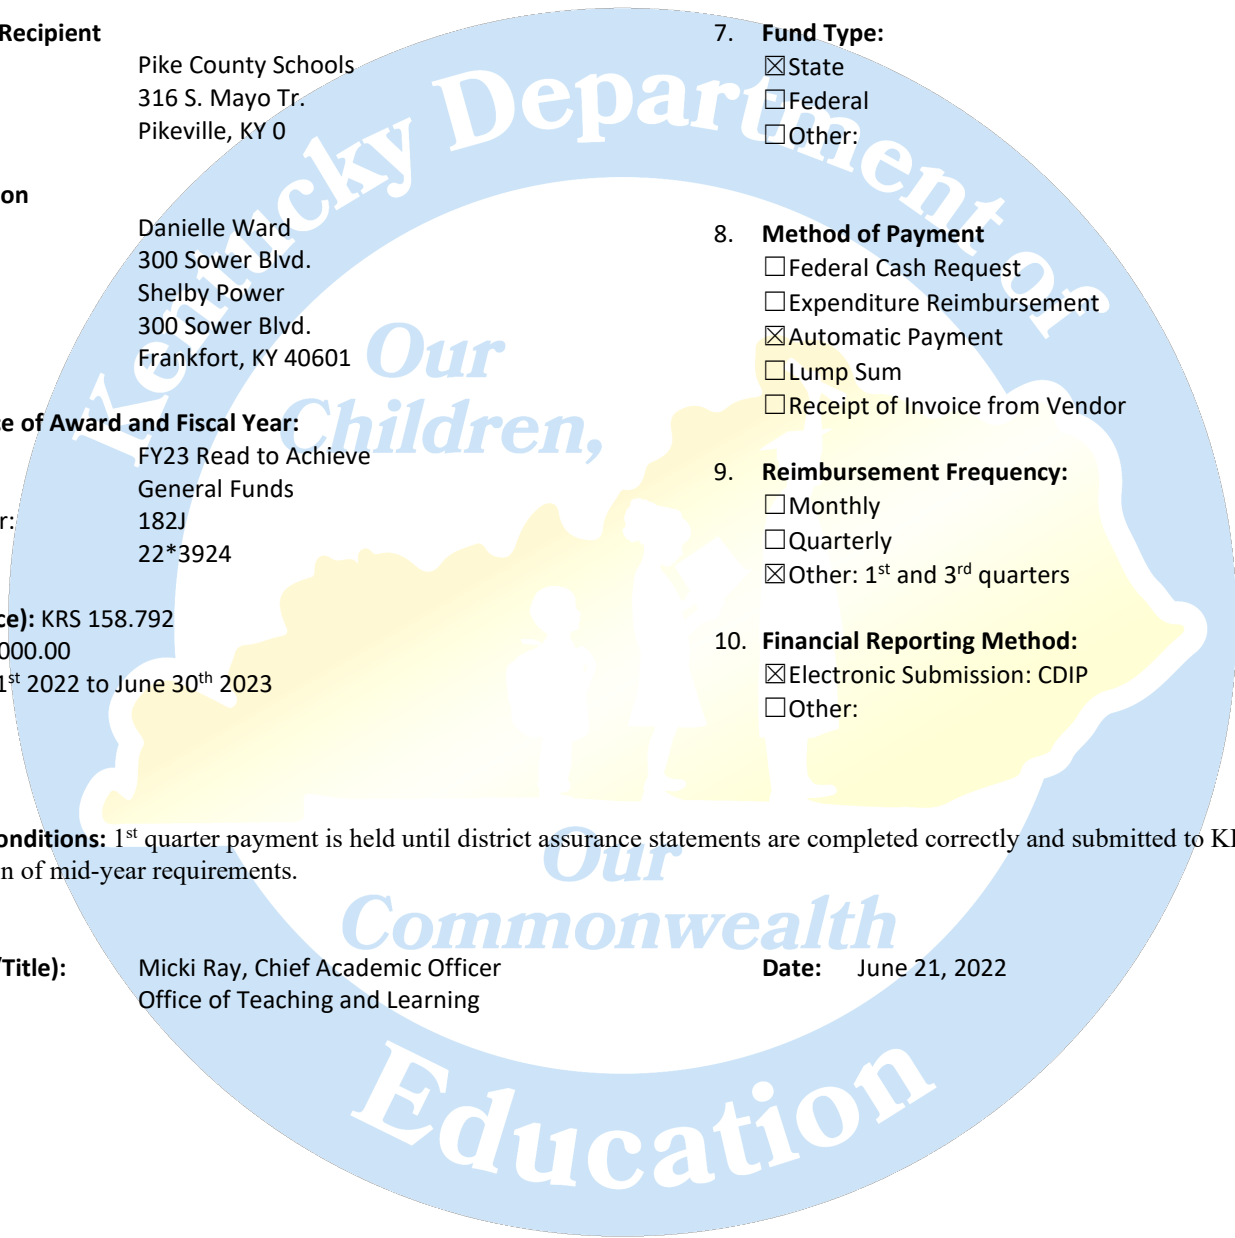 Recipient
Pike County Schools
316 S. Mayo Tr.
Pikeville, KY 0
on
Danielle Ward
300 Sower Blvd.
Shelby Power
300 Sower Blvd.
Frankfort, KY 40601
ce of Award and Fiscal Year:
FY23 Read to Achieve
General Funds
r: 182J
22*3924
ce): KRS 158.792
000.00
1st 2022 to June 30th 2023
7. Fund Type:
☒State
☐Federal
☐Other:
8. Method of Payment
☐Federal Cash Request
☐Expenditure Reimbursement
☒Automatic Payment
☐Lump Sum
☐Receipt of Invoice from Vendor
9. Reimbursement Frequency:
☐Monthly
☐Quarterly
☒Other: 1st and 3rd quarters
10. Financial Reporting Method:
☒Electronic Submission: CDIP
☐Other:
onditions: 1st quarter payment is held until district assurance statements are completed correctly and submitted to KI
n of mid-year requirements.
/Title): Micki Ray, Chief Academic Officer Date: June 21, 2022
Office of Teaching and Learning
Kentucky Department of
Education
Our
Children,
Our
Commonwealth